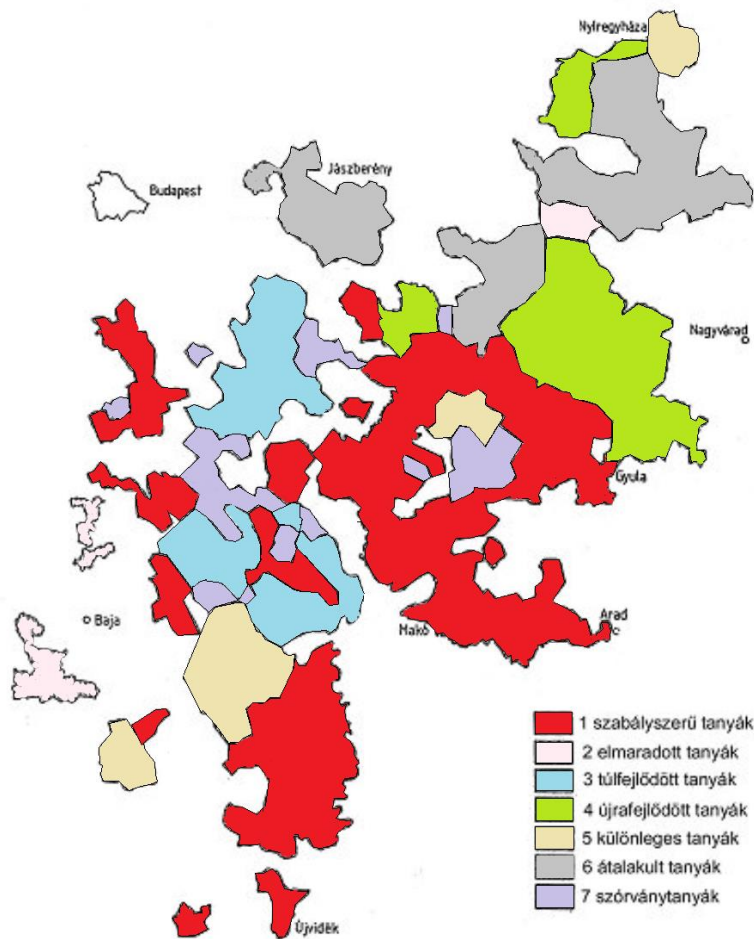 Nyíregyháza
Jászberény
Budapest
Nagyvárad
Gyula
Baja
Makó
Arad
1 szabályszerű tanyák
2 elmaradott tanyák
3 túlfejlődött tanyák
4 újrafejlődött tanyák
5 különleges tanyák
6 átalakult tanyák
7 szórványtanyák
Újvidék